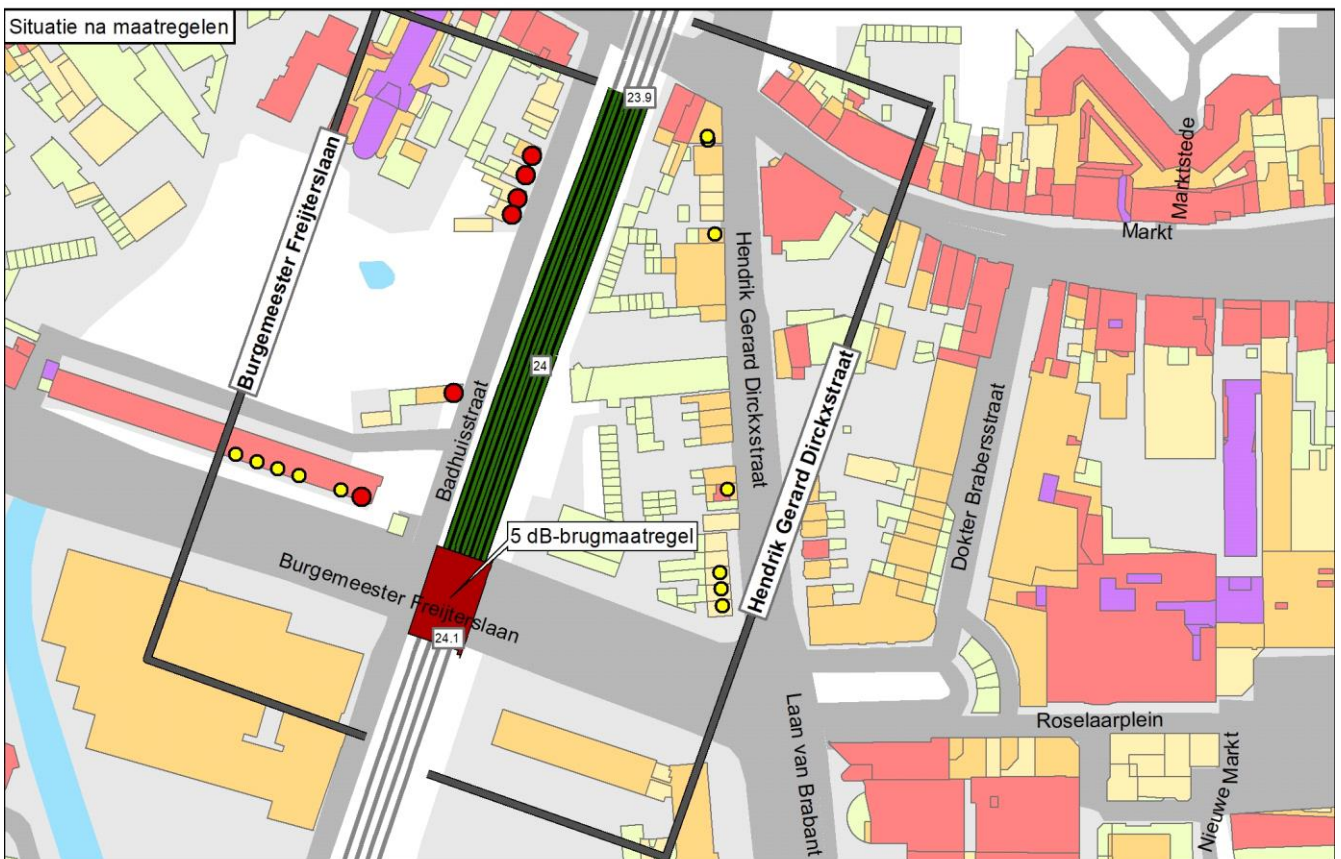 Situatie na maatregelen
23.9
Burgemeester Freijterslaan
Marktstede
Markt
Hendrik Gerard Dirckxstraat
24
Badhuisstraat
Hendrik Gerard Dirckxstraat
Dokter Brabersstraat
5 dB-brugmaatregel
Burgemeester Freijterslaan
24.1
Laan van Brabant
Roselaarplein
Nieuwe Markt